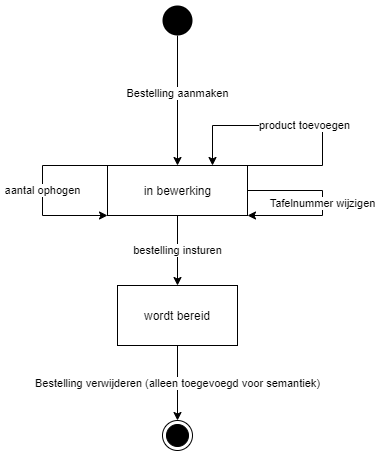 Bestelling aanmaken
product toevoegen
aantal ophogen
in bewerking
Tafelnummer wijzigen
bestelling insturen
wordt bereid
Bestelling verwijderen (alleen toegevoegd voor semantiek)